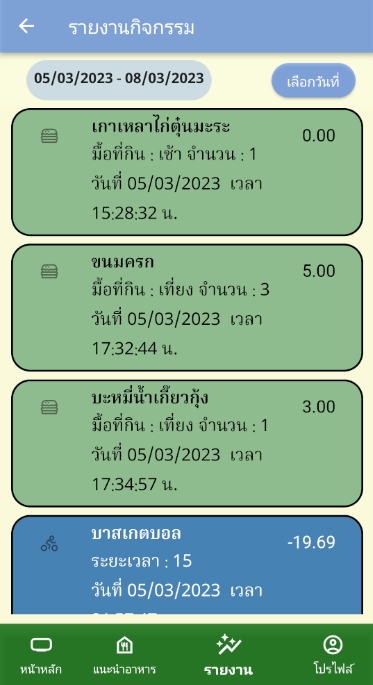 รายงานกิจกรรม
05/03/2023 - 08/03/2023
เลือกวันที่
เกาเหลาไก่ตุ๋นมะระ 0.00
มื้อที่กิน : เช้า จำนวน : 1
วันที่ 05/03/2023 เวลา
15:28:32 น.
ขนมครก 5.00
มื้อที่กิน : เที่ยง จำนวน : 3
วันที่ 05/03/2023 เวลา
17:32:44 น.
บะหมี่น้ำเกี๊ยวกุ้ง 3.00
มื้อที่กิน : เที่ยง จำนวน : 1
วันที่ 05/03/2023 เวลา
17:34:57 น.
บาสเกตบอล -19.69
ระยะเวลา : 15
วันที่ 05/03/2023 เวลา
หน้าหลัก
แนะนำอาหาร
รายงาน
โปรไฟล์